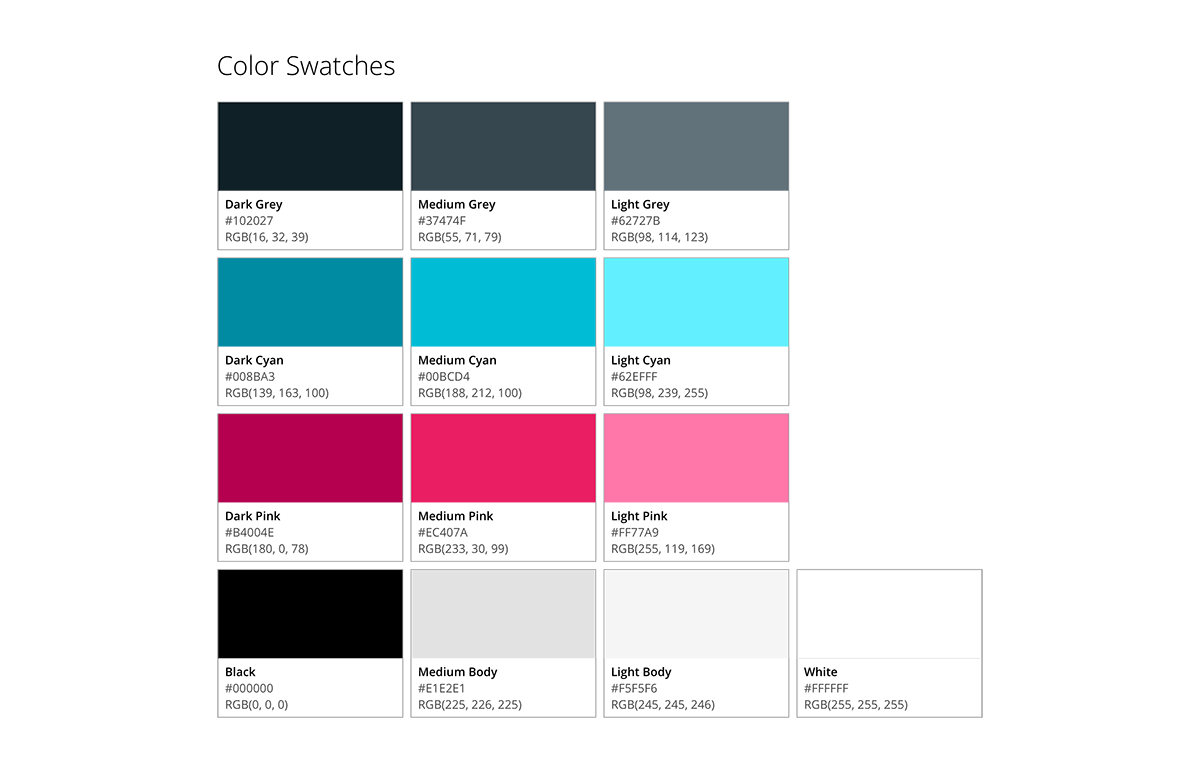 Color Swatches
Dark Grey
#102027
RGB(16, 32, 39)
Medium Grey
#37474F
RGB(55, 71, 79)
Light Grey
#62727B
RGB(98, 114, 123)
Dark Cyan
#008BA3
RGB(139, 163, 100)
Medium Cyan
#00BCD4
RGB(188, 212, 100)
Light Cyan
#62EFFF
RGB(98, 239, 255)
Dark Pink
#B4004E
RGB(180, 0, 78)
Medium Pink
#EC407A
RGB(233, 30, 99)
Light Pink
#FF77A9
RGB(255, 119, 169)
Black
#000000
RGB(0, 0, 0)
Medium Body
#E1E2E1
RGB(225, 226, 225)
Light Body
#F5F5F6
RGB(245, 245, 246)
White
#FFFFFF
RGB(255, 255, 255)